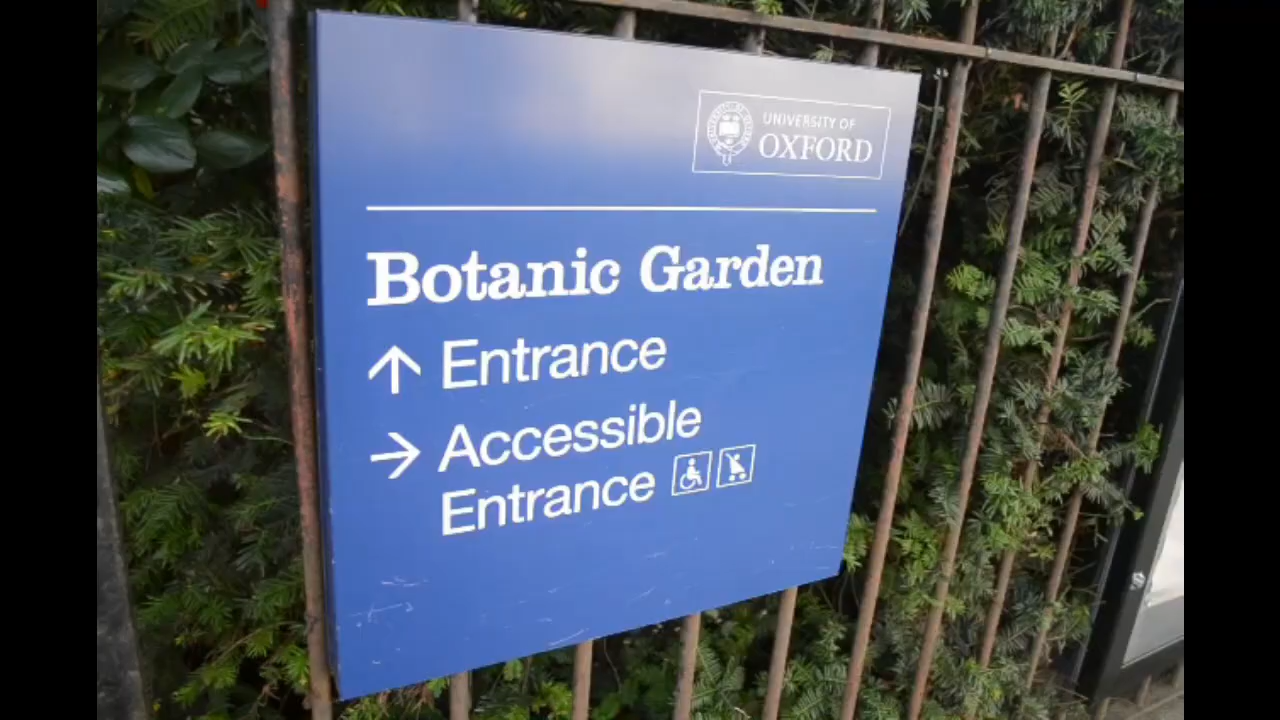 UNIVERSITY OF
OXFORD
Botanic Garden
↑ Entrance
→ Accessible
Entrance